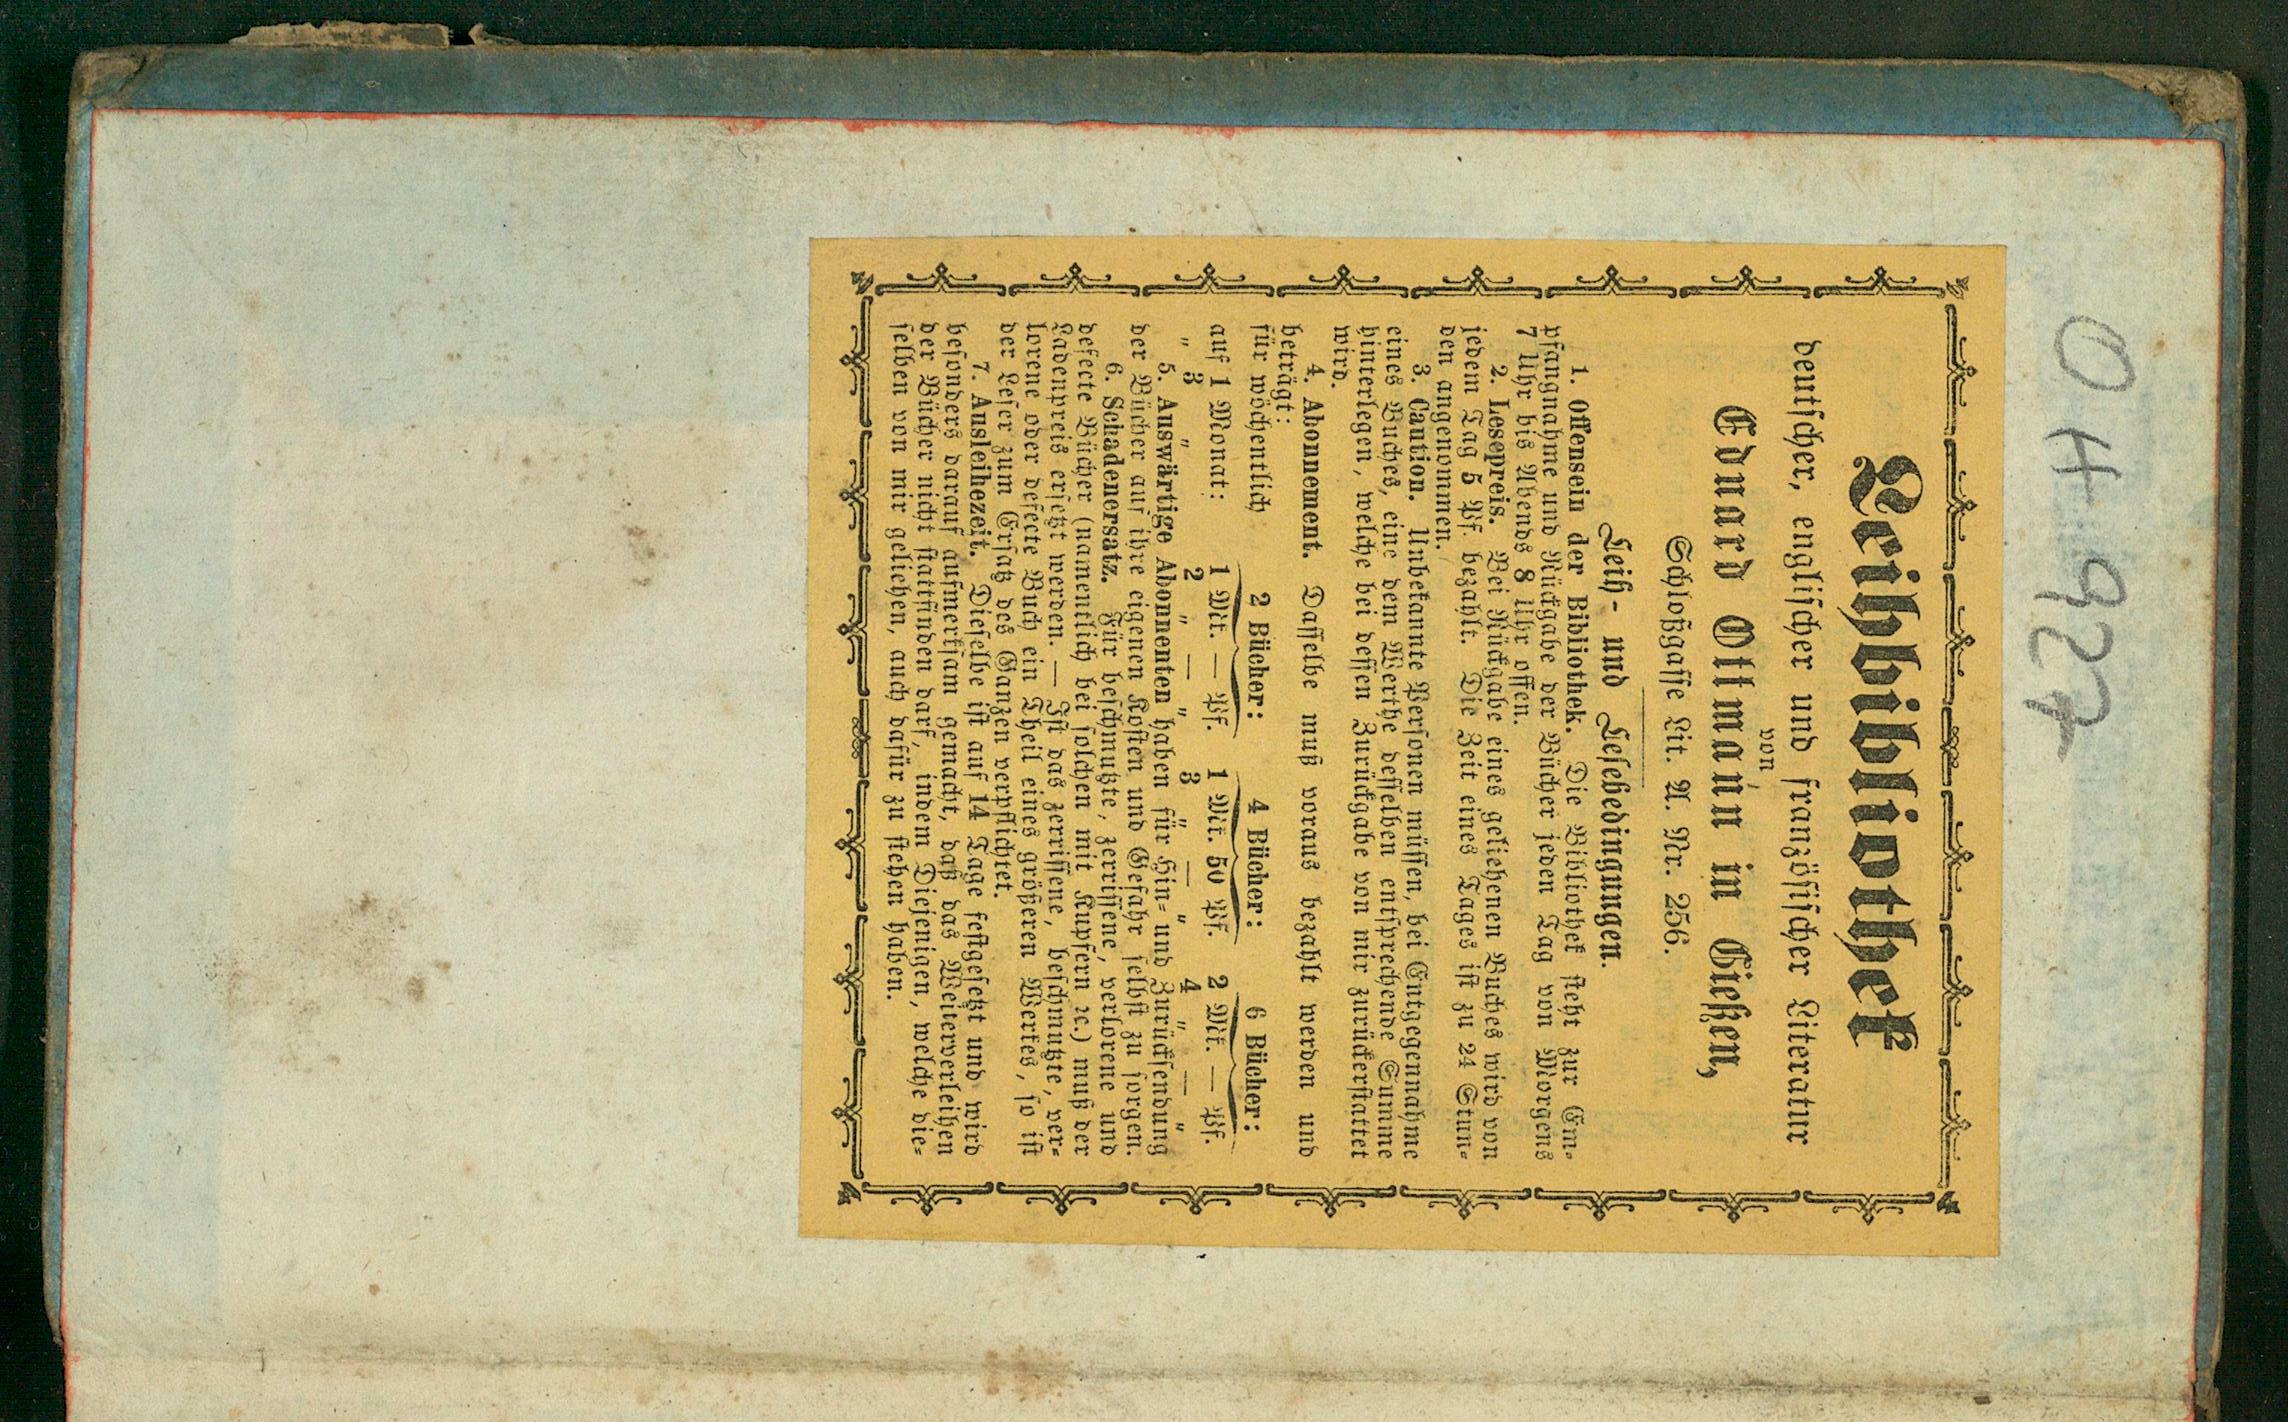 O H 927
Leihbibliothek
deutscher, englischer und französischer Literatur
von
Eduard Ottmann in Gießen,
Schloßgasse Lit. A. Nr. 256.
Leih- und Lesebedingungen.
1. Offensein der Bibliothek. Die Bibliothek steht zur Em-
pfangnahme und Rückgabe der Bücher jeden Tag von Morgens
7 Uhr bis Abends 8 Uhr offen.
2. Lesepreis. Bei Rückgabe eines geliehenen Buches wird von
jedem Tag 5 Pf. bezahlt. Die Zeit eines Tages ist zu 24 Stun-
den angenommen.
3. Caution. Unbekannte Personen müssen, bei Entgegennahme
eines Buches, eine dem Werthe desselben entsprechende Summe
hinterlegen, welche bei dessen Zurückgabe von mir zurückerstattet
wird.
4. Abonnement. Dasselbe muß voraus bezahlt werden und
beträgt:
für wöchentlich 2 Bücher: 4 Bücher: 6 Bücher:
auf 1 Monat: 1 Mk. — Pf. 1 Mk. 50 Pf. 2 Mk. — Pf.
" 3 " 2 " — " 3 " — " 4 " — "
5. Auswärtige Abonnenten haben für Hin- und Zurücksendung
der Bücher auf ihre eigenen Kosten und Gefahr selbst zu sorgen.
6. Schadenersatz. Für beschmutzte, zerrissene, verlorene und
defecte Bücher (namentlich bei solchen mit Kupfern ꝛc.) muß der
Ladenpreis ersetzt werden. — Ist das zerrissene, beschmutzte, ver-
lorene oder defecte Buch ein Theil eines größeren Werkes, so ist
der Leser zum Ersatz des Ganzen verpflichtet.
7. Ausleihezeit. Dieselbe ist auf 14 Tage festgesetzt und wird
besonders darauf aufmerksam gemacht, daß das Weiterverleihen
der Bücher nicht stattfinden darf, indem Diejenigen, welche die-
selben von mir geliehen, auch dafür zu stehen haben.